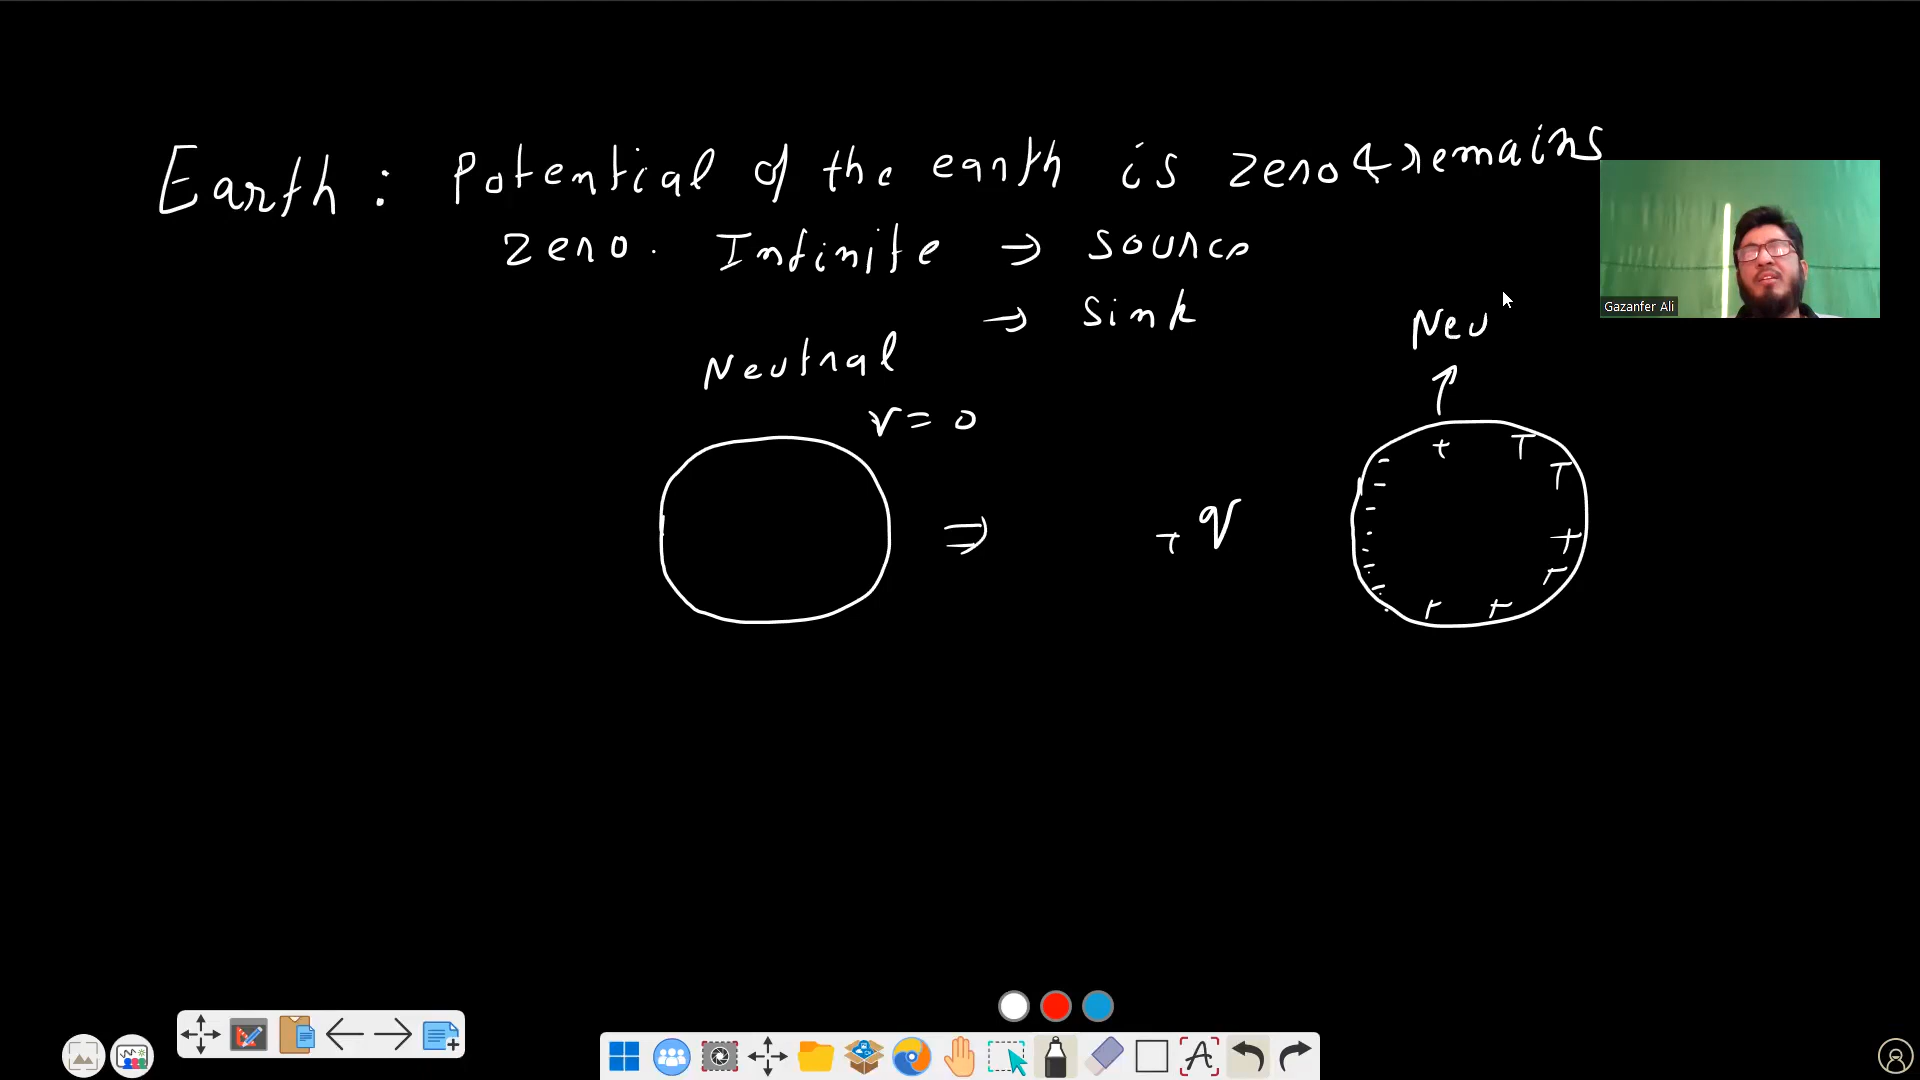 Earth: Potential of the earth is zero & remains
zero. Infinite ⇒ source
→ Sink
Neutral
V = 0
⇒
+q
Neu
↑
- - - - - - - -
+ + + + + + +
Gazanfer Ali